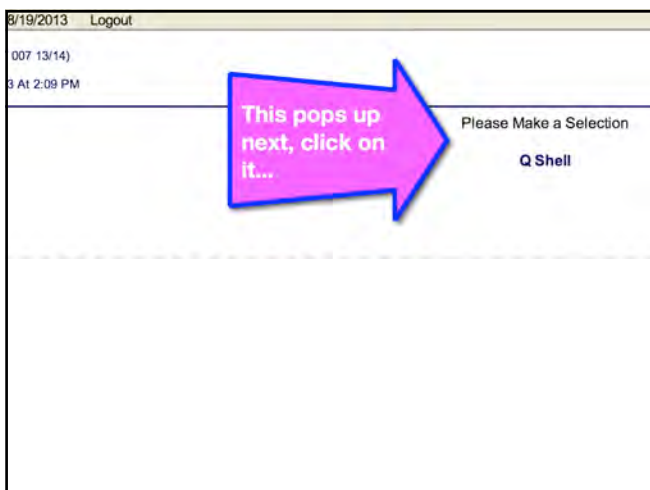 8/19/2013 Logout
007 13/14)
3 At 2:09 PM
This pops up
next, click on
it...
Please Make a Selection
Q Shell